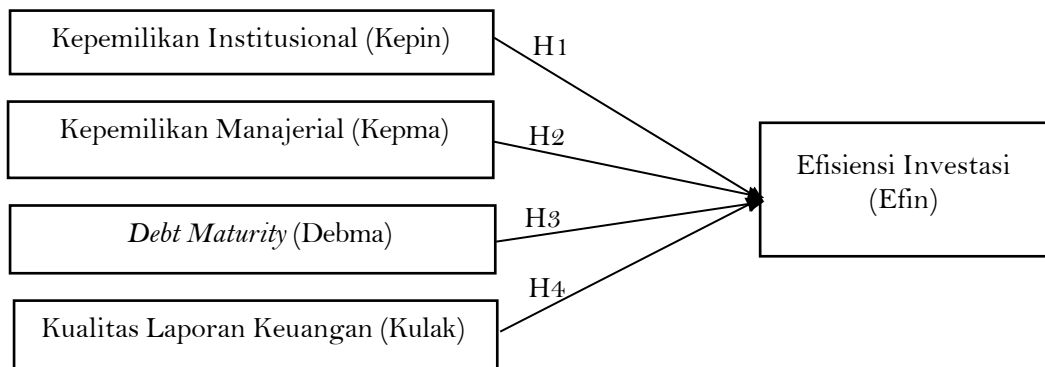 Kepemilikan Institusional (Kepin)
H1
Kepemilikan Manajerial (Kepma)
H2
Efisiensi Investasi
(Efin)
Debt Maturity (Debma)
H3
H4
Kualitas Laporan Keuangan (Kulak)